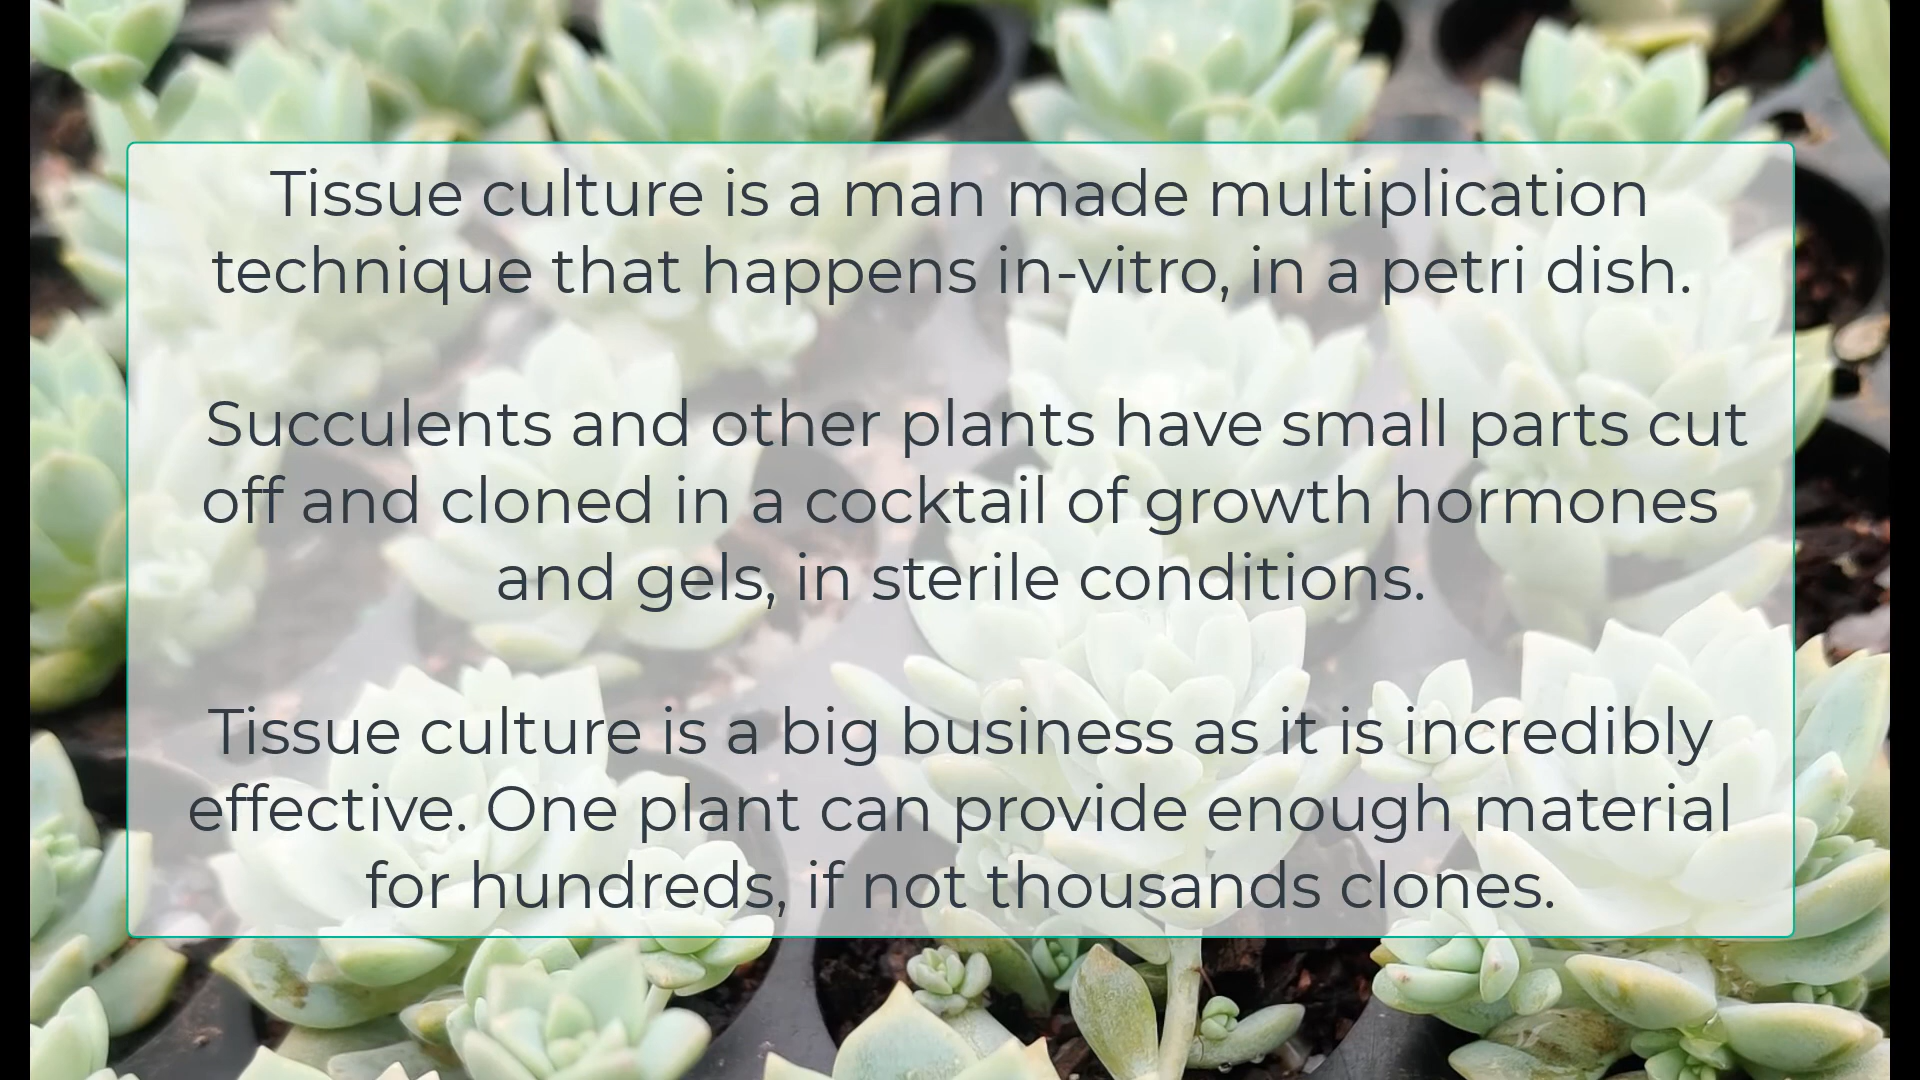 Tissue culture is a man made multiplication
technique that happens in-vitro, in a petri dish.
Succulents and other plants have small parts cut
off and cloned in a cocktail of growth hormones
and gels, in sterile conditions.
Tissue culture is a big business as it is incredibly
effective. One plant can provide enough material
for hundreds, if not thousands clones.